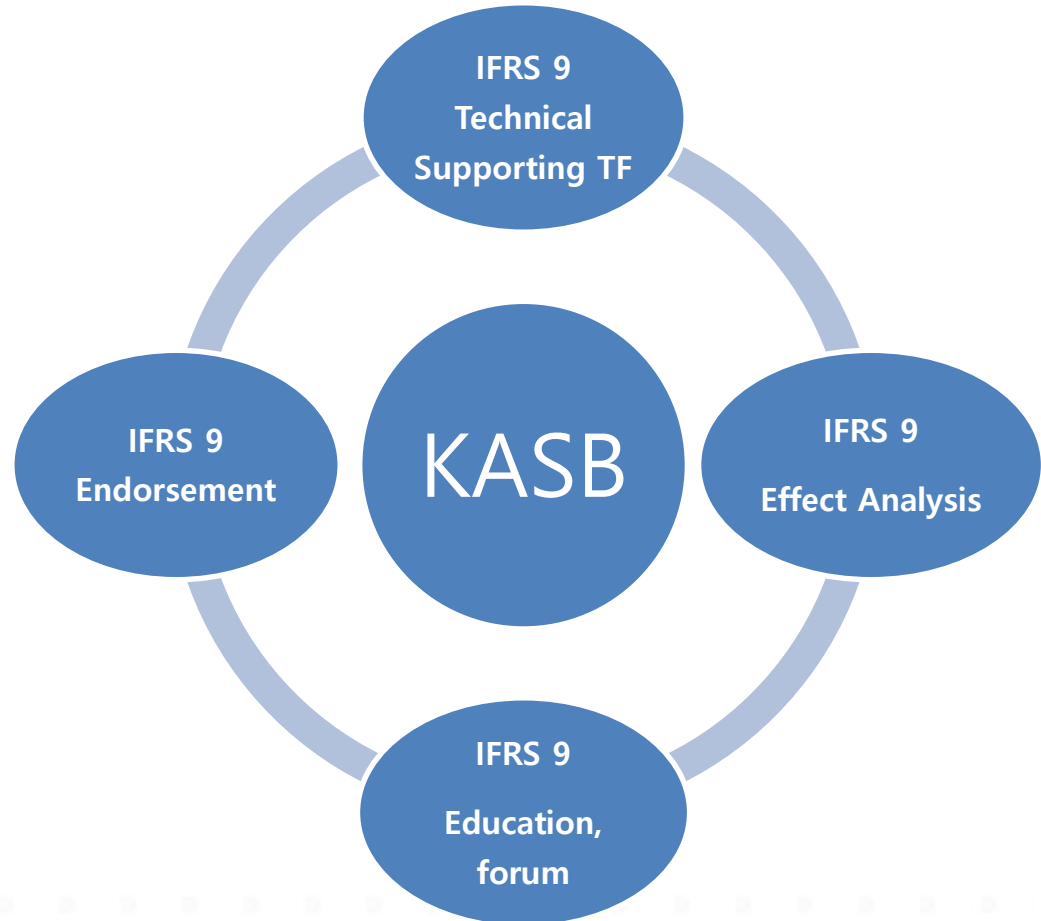 IFRS 9
Technical
Supporting TF
IFRS 9
Endorsement
KASB
IFRS 9
Effect Analysis
IFRS 9
Education,
forum